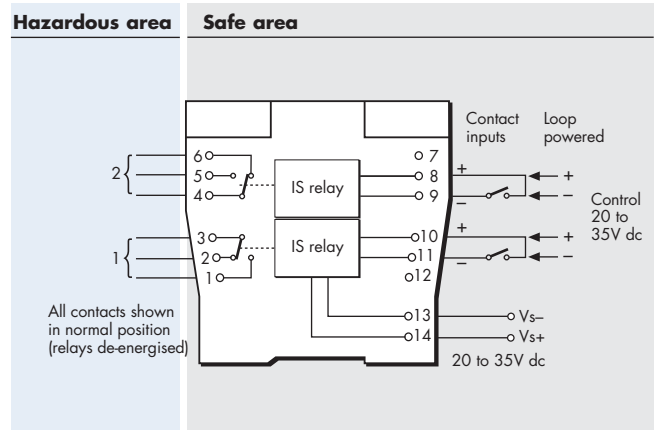 Hazardous area
Safe area
Contact inputs
Loop powered
6
5
4
2
IS relay
7
8
9
+
–
+
–
Control
20 to
35V dc
3
2
1
1
IS relay
10
11
12
+
–
+
–
All contacts shown
in normal position
(relays de-energised)
13
14
Vs–
Vs+
20 to 35V dc